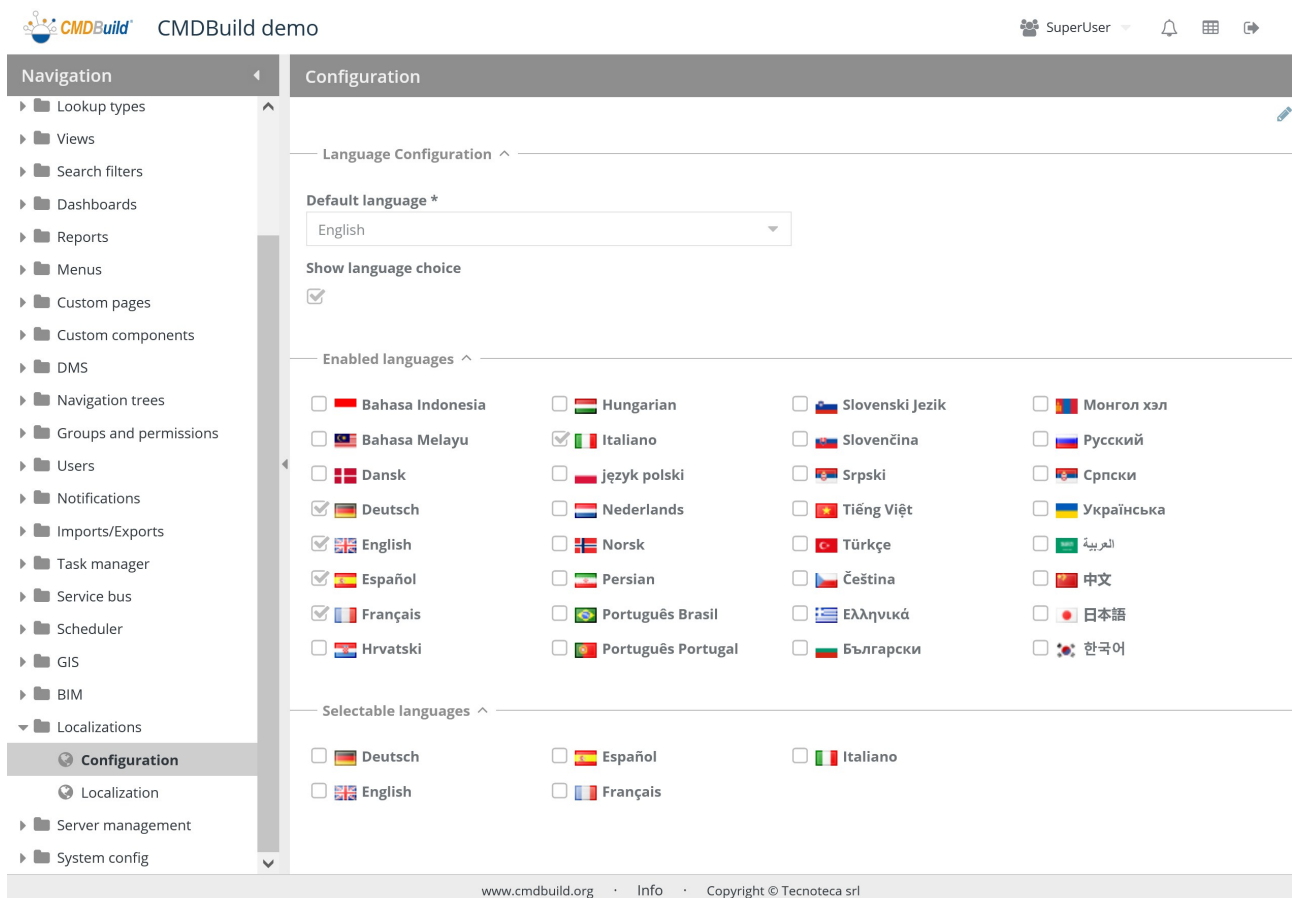 CMDBuild CMDBuild demo SuperUser
Navigation
Lookup types
Views
Search filters
Dashboards
Reports
Menus
Custom pages
Custom components
DMS
Navigation trees
Groups and permissions
Users
Notifications
Imports/Exports
Task manager
Service bus
Scheduler
GIS
BIM
Localizations
Configuration
Localization
Server management
System config
Configuration
Language Configuration
Default language *
English
Show language choice
Enabled languages
Bahasa Indonesia Hungarian Slovenski Jezik Монгол хэл
Bahasa Melayu Italiano Slovenčina Русский
Dansk język polski Srpski Српски
Deutsch Nederlands Tiếng Việt Українська
English Norsk Türkçe العربية
Español Persian Čeština 中文
Français Português Brasil Ελληνικά 日本語
Hrvatski Português Portugal Български 한국어
Selectable languages
Deutsch Español Italiano
English Français
www.cmdbuild.org · Info · Copyright © Tecnoteca srl